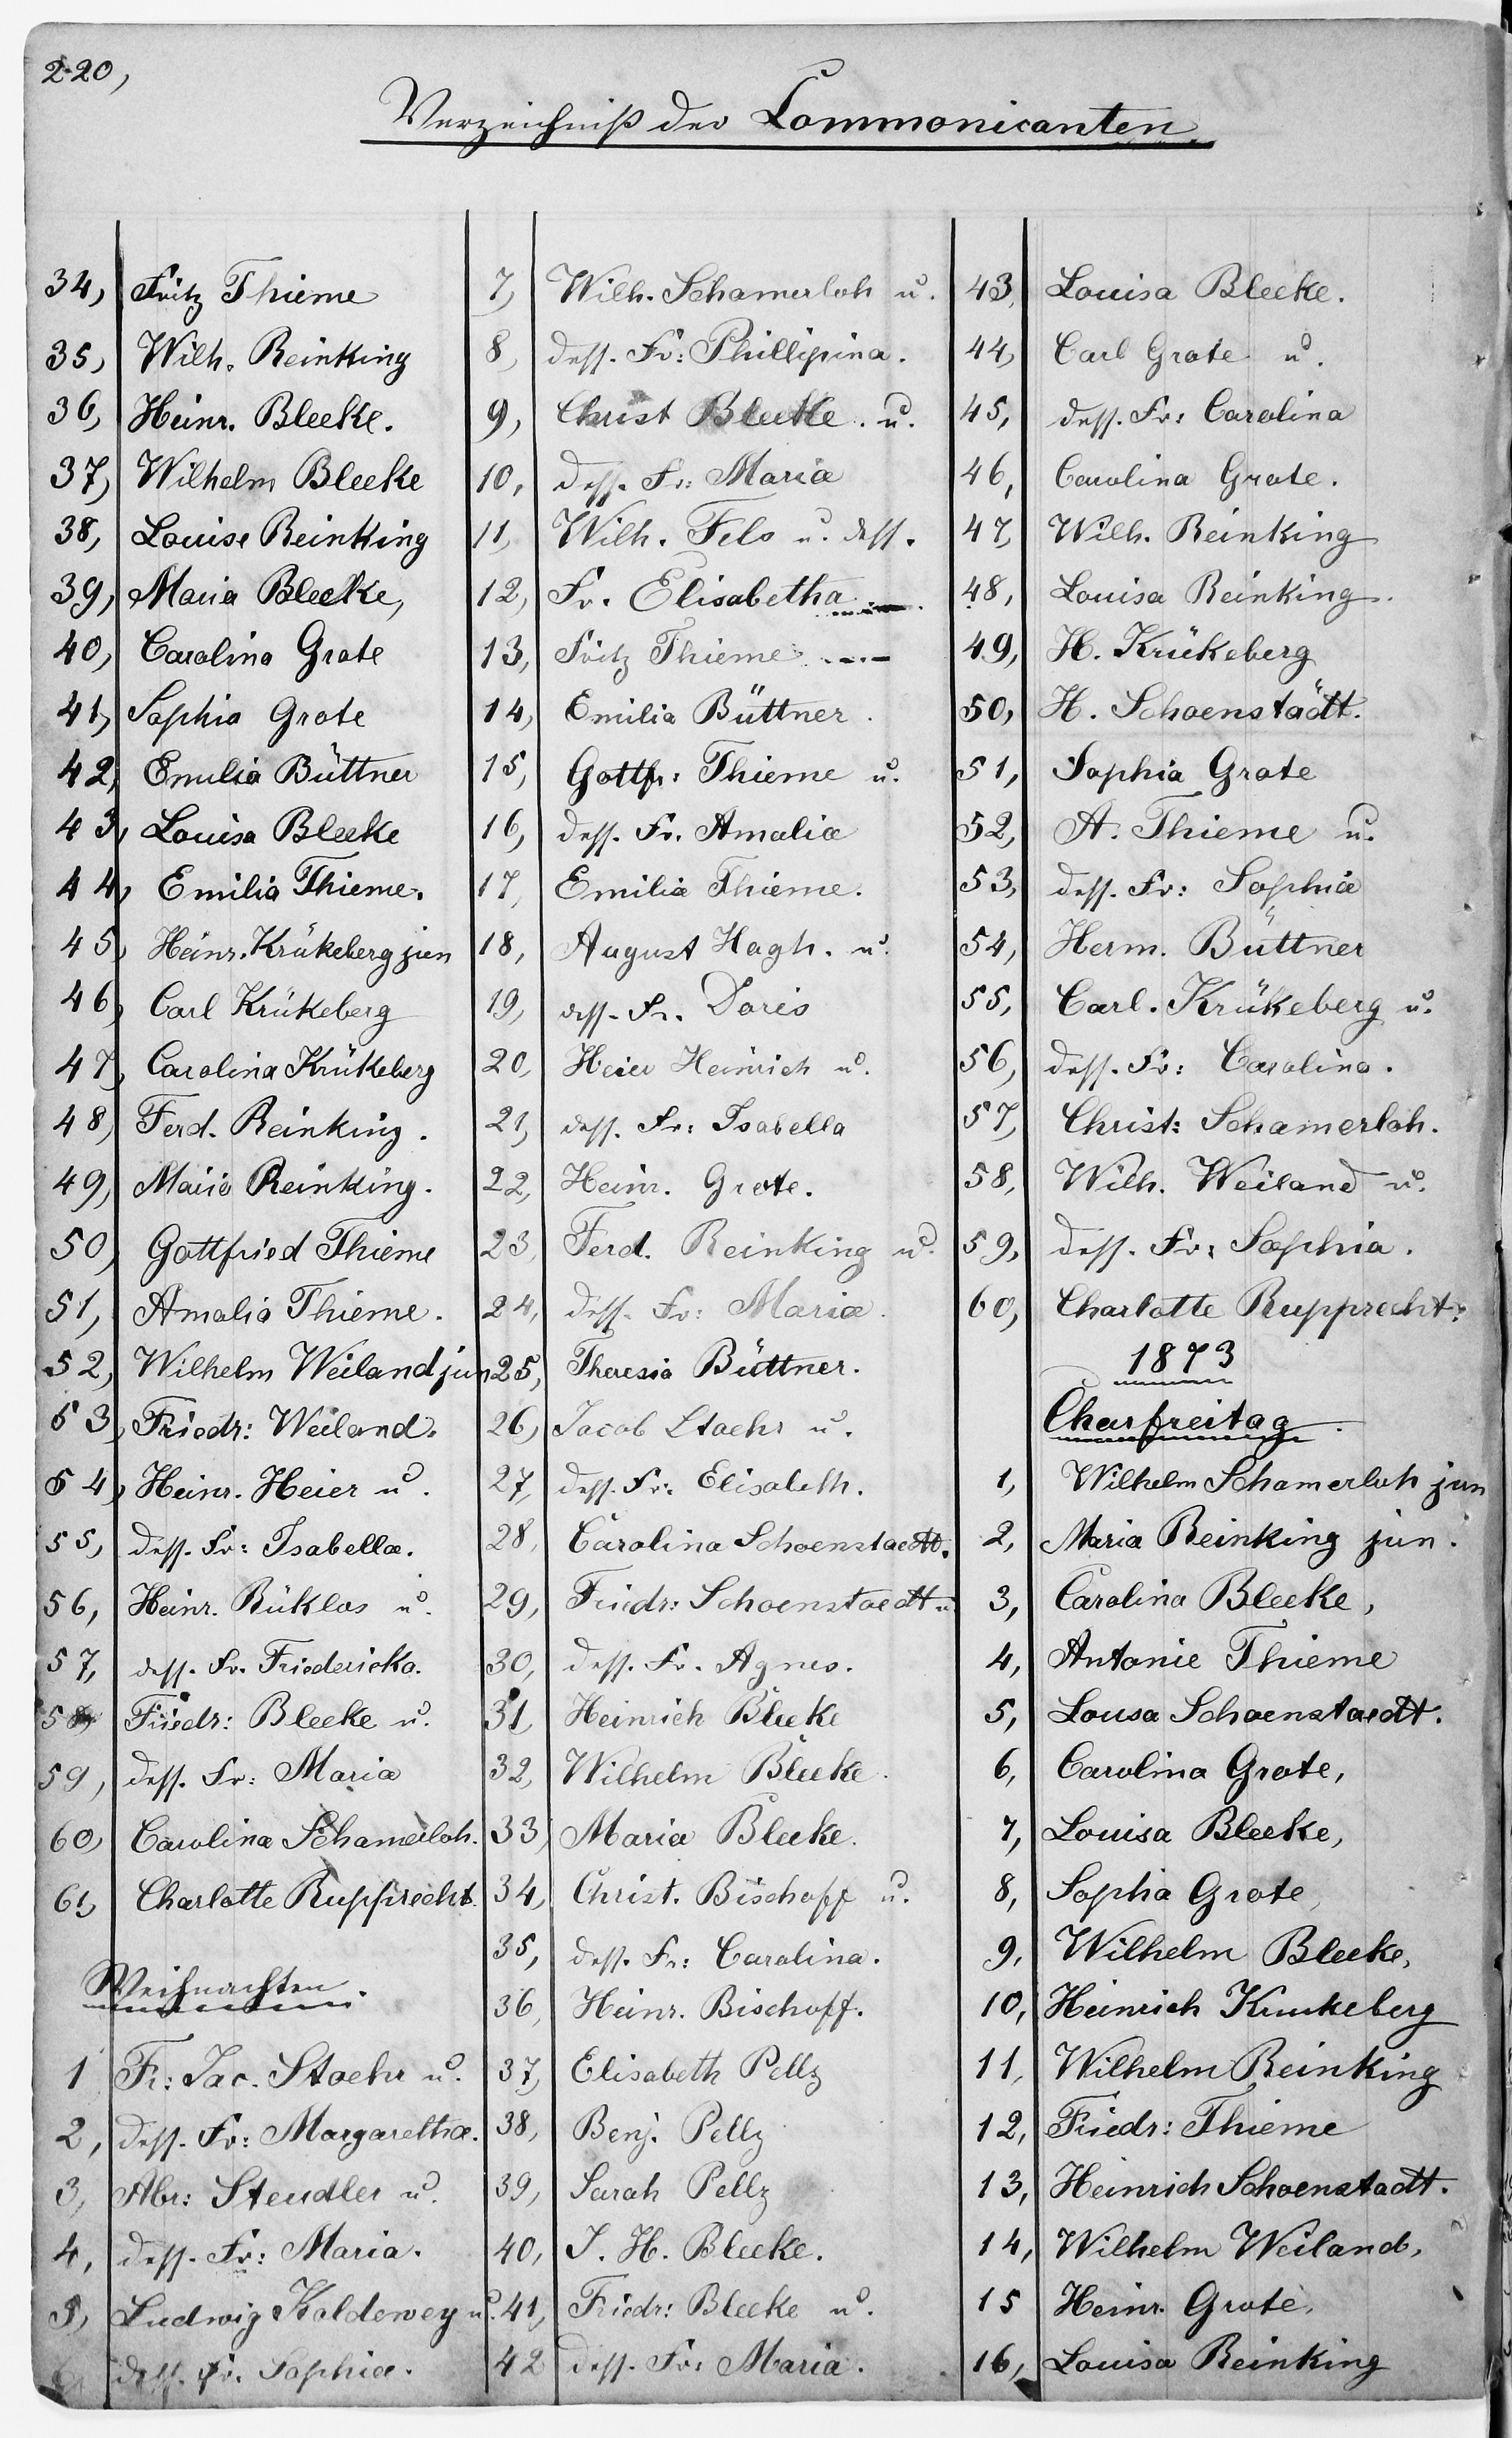 220,
Verzeichniß der Commonicanten
34, Fritz Thieme
35, Wilh. Reinking
36, Heinr. Bleeke.
37, Wilhelm Bleeke
38, Louise Reinking
39, Maria Bleeke,
40, Carolina Grote
41, Sophia Grote
42, Emilia Büttner
43, Louisa Bleeke
44, Emilia Thieme.
45, Heinr. Krükeberg jun
46, Carl Krükeberg
47, Carolina Krükeberg
48, Ferd. Reinking.
49, Maria Reinking.
50, Gottfried Thieme
51, Amalia Thieme.
52, Wilhelm Weiland jun
53, Friedr: Weiland.
54, Heinr. Heier u.
55, dess. Fr: Isabella.
56, Heinr. Rüklos u.
57, dess. Fr. Friedericka.
58, Friedr: Bleeke u.
59, dess. Fr: Maria
60, Carolina Schamerloh.
61, Charlotte Rupprecht.
Weihnachten.
1 Fr: Jac. Staehr u.
2, dess. Fr: Margaretha.
3, Abr: Stendler u.
4, dess. Fr: Maria.
5, Ludwig Kaldewey u.
6, dess. Fr. Sophia.
7, Wilh. Schamerloh u.
8, dess. Fr: Phillipina.
9, Christ Bleeke. u.
10, dess. Fr: Maria
11, Wilh. Fels u. dess.
12, Fr. Elisabetha
13, Fritz Thieme
14, Emilia Büttner.
15, Gottfr: Thieme u.
16, dess. Fr. Amalia
17, Emilia Thieme.
18, August Hagh. u.
19, dess. Fr. Doris
20, Heier Heinrich u.
21, dess. Fr: Isabella
22, Heinr. Grote.
23, Ferd. Reinking u.
24, dess. Fr: Maria.
25, Theresia Büttner.
26, Jacob Staehr u.
27, dess. Fr: Elisabeth.
28, Carolina Schoenstaedt.
29, Friedr: Schoenstaedt u.
30, dess. Fr. Agnes.
31, Heinrich Bleeke
32, Wilhelm Bleeke.
33, Maria Bleeke.
34, Christ. Bischoff u.
35, dess. Fr: Carolina.
36, Heinr. Bischoff.
37, Elisabeth Pellz
38, Benj. Pellz
39, Sarah Pellz
40, J. H. Bleeke.
41, Friedr: Bleeke u.
42 dess. Fr: Maria.
43, Louisa Bleeke.
44, Carl Grote u.
45, dess. Fr: Carolina
46, Carolina Grote.
47, Wilh. Reinking
48, Louisa Reinking.
49, H. Krükeberg
50, H. Schoenstädt.
51, Sophia Grote
52, A. Thieme u.
53, dess. Fr: Sophia
54, Herm. Büttner
55, Carl. Krükeberg u.
56, dess. Fr: Carolina.
57, Christ: Schamerloh.
58, Wilh. Weiland u.
59, dess. Fr: Sophia.
60, Charlotte Rupprecht.
1873
Charfreitag.
1, Wilhelm Schamerloh jun
2, Maria Reinking jun.
3, Carolina Bleeke,
4, Antonie Thieme
5, Lousa Schoenstaedt.
6, Carolina Grote,
7, Louisa Bleeke,
8, Sophia Grote,
9, Wilhelm Bleeke,
10, Heinrich Krukeberg
11, Wilhelm Reinking
12, Friedr: Thieme
13, Heinrich Schoenstadt.
14, Wilhelm Weiland,
15 Heinr. Grote,
16, Louisa Reinking